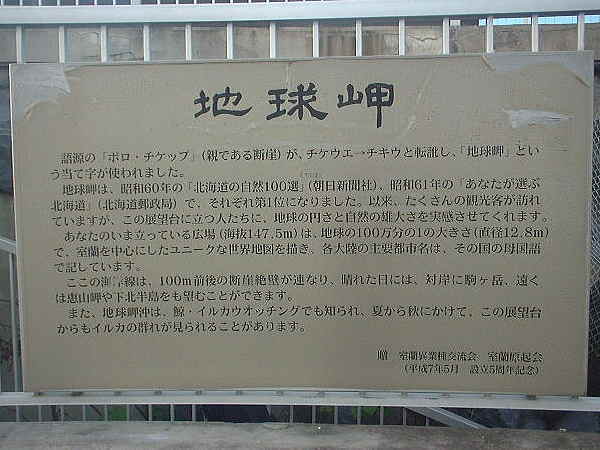 地球岬
語源の「ポロ・チケップ」(親である断崖)が、チケウエ→チキウと転訛し、「地球岬」とい
う当て字が使われました。
地球岬は、昭和60年の「北海道の自然100選」(朝日新聞社)、昭和61年の「あなたが選ぶ
北海道」(北海道郵政局)で、それぞれ第1位になりました。以来、たくさんの観光客が訪れ
ていますが、この展望台に立つ人たちに、地球の円さと自然の雄大さを実感させてくれます。
あなたのいま立っている広場(海抜147.5m)は、地球の100万分の1の大きさ(直径12.8m)
で、室蘭を中心にしたユニークな世界地図を描き、各大陸の主要都市名は、その国の母国語
で記しています。
ここの海岸線は、100m前後の断崖絶壁が連なり、晴れた日には、対岸に駒ヶ岳、遠く
は恵山岬や下北半島をも望むことができます。
また、地球岬沖は、鯨・イルカウオッチングでも知られ、夏から秋にかけて、この展望台
からもイルカの群れが見られることがあります。
贈 室蘭異業種交流会 室蘭原起会
(平成7年5月 設立5周年記念)